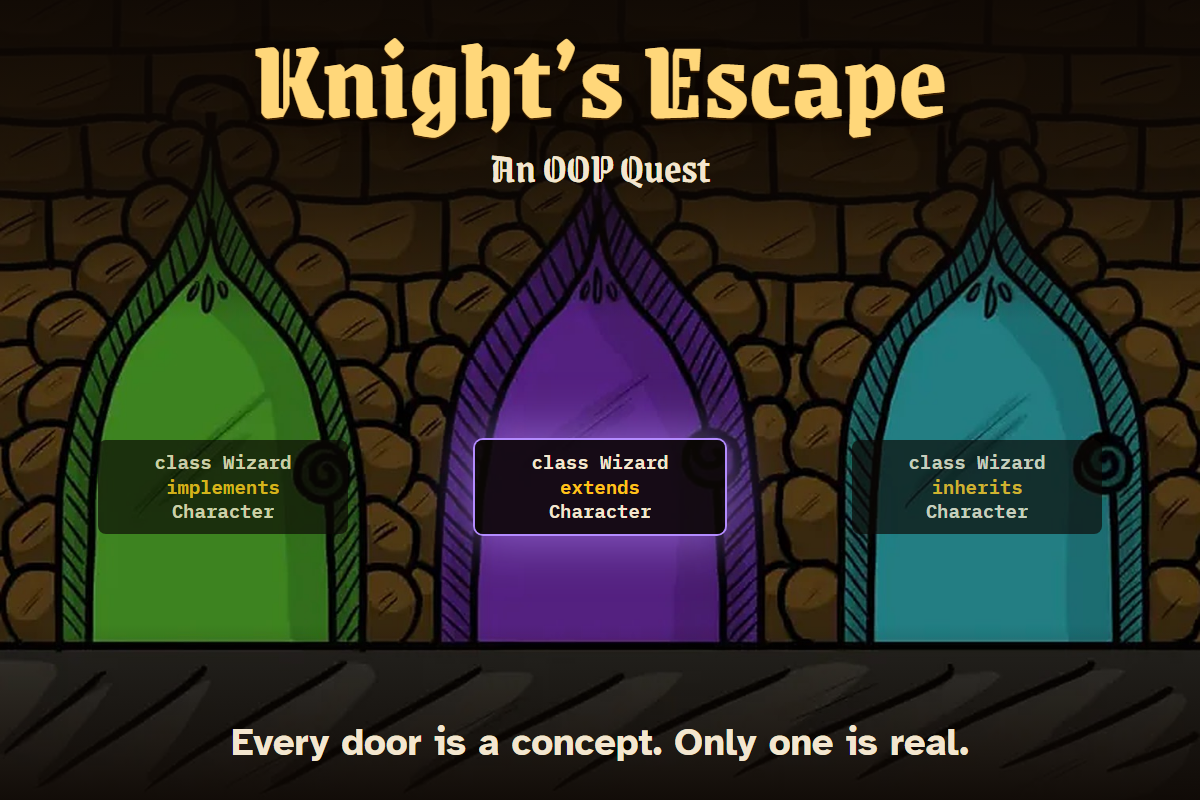 Knight's Escape
An OOP Quest
class Wizard
implements
Character
class Wizard
extends
Character
class Wizard
inherits
Character
Every door is a concept. Only one is real.